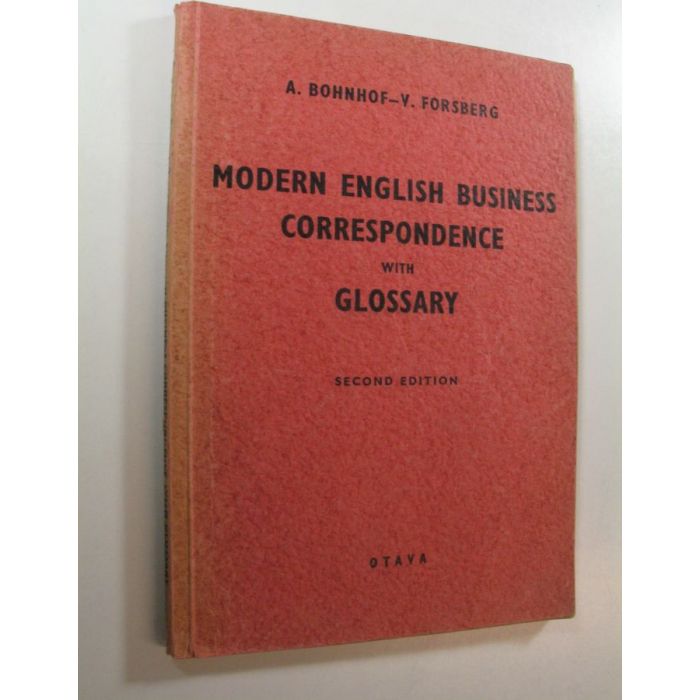 A. BOHNHOF–V. FORSBERG
MODERN ENGLISH BUSINESS
CORRESPONDENCE
WITH
GLOSSARY
SECOND EDITION
OTAVA